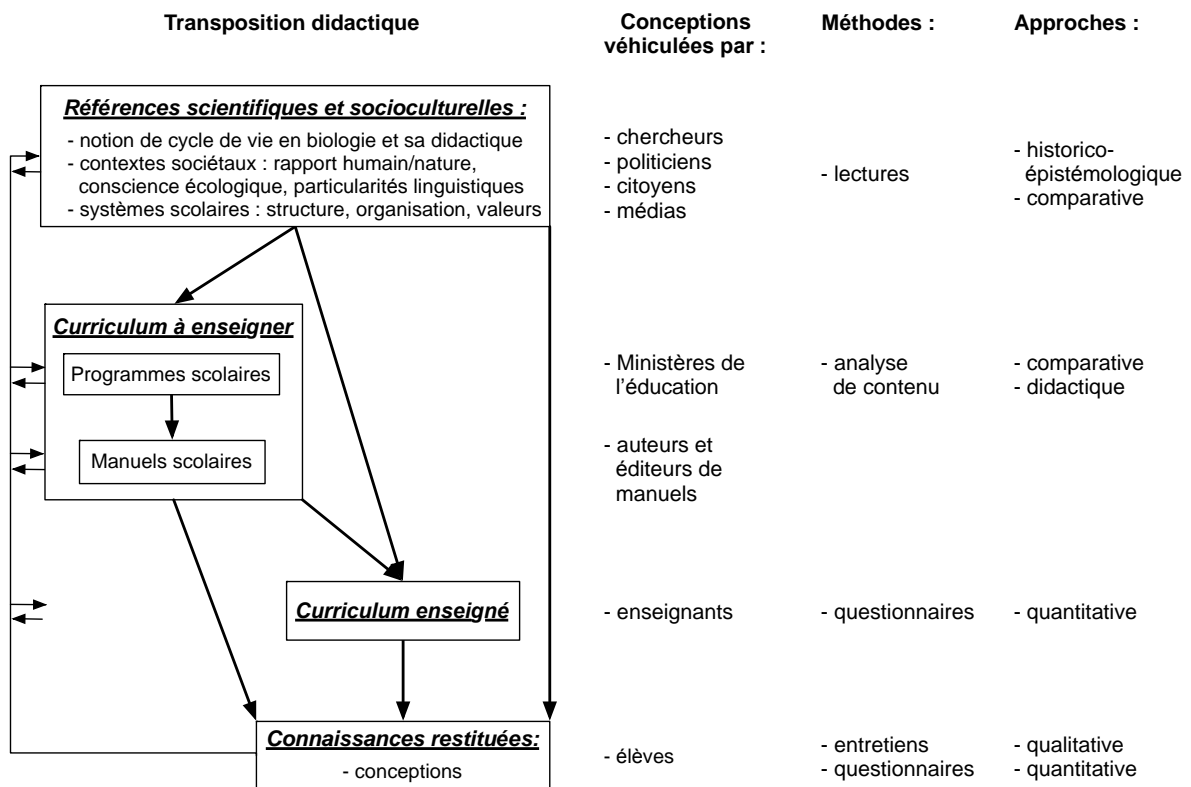 Transposition didactique
Conceptions
véhiculées par :
Méthodes :
Approches :
Références scientifiques et socioculturelles :
- notion de cycle de vie en biologie et sa didactique
- contextes sociétaux : rapport humain/nature,
conscience écologique, particularités linguistiques
- systèmes scolaires : structure, organisation, valeurs
- chercheurs
- politiciens
- citoyens
- médias
- lectures
- historico-
épistémologique
- comparative
Curriculum à enseigner
Programmes scolaires
Manuels scolaires
- Ministères de
l'éducation
- auteurs et
éditeurs de
manuels
- analyse
de contenu
- comparative
- didactique
Curriculum enseigné
- enseignants
- questionnaires
- quantitative
Connaissances restituées:
- conceptions
- élèves
- entretiens
- questionnaires
- qualitative
- quantitative